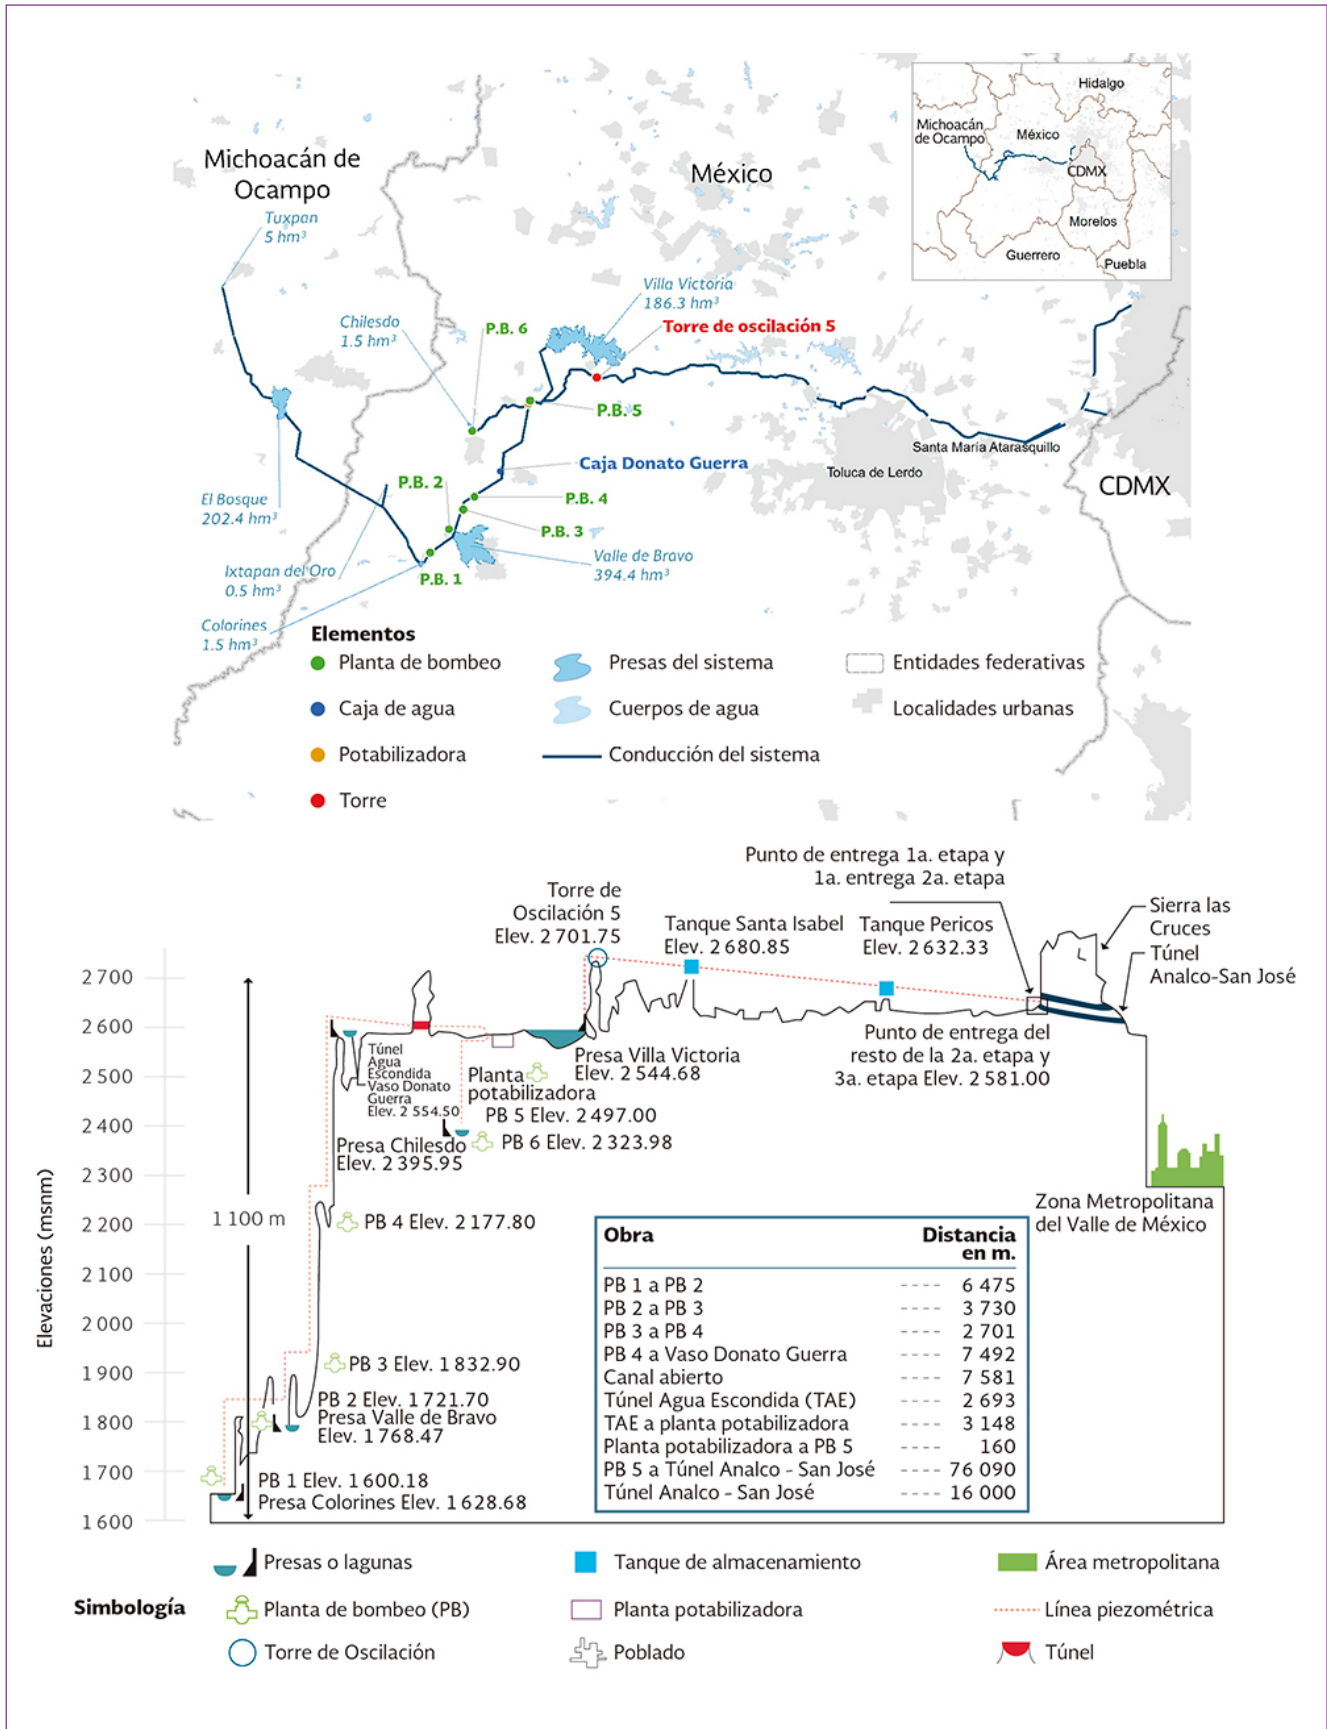 Michoacán de
Ocampo
Tuxpan
5 hm³
México
Hidalgo
Michoacán
de Ocampo
México
CDMX
Morelos
Guerrero
Puebla
Villa Victoria
186.3 hm³
Chilesdo
1.5 hm³
P.B. 6
Torre de oscilación 5
P.B. 5
Santa María Atarasquillo
Caja Donato Guerra
Toluca de Lerdo
P.B. 2
CDMX
El Bosque
202.4 hm³
P.B. 4
P.B. 3
Valle de Bravo
394.4 hm³
Ixtapan del Oro
0.5 hm³
P.B. 1
Colorines
1.5 hm³
Elementos
Planta de bombeo
Presas del sistema
Entidades federativas
Caja de agua
Cuerpos de agua
Localidades urbanas
Potabilizadora
Conducción del sistema
Torre
Punto de entrega 1a. etapa y
1a. entrega 2a. etapa
Torre de
Oscilación 5
Elev. 2 701.75
Tanque Santa Isabel
Elev. 2 680.85
Tanque Pericos
Elev. 2 632.33
Sierra las
Cruces
Túnel
Analco-San José
Elevaciones (msnm)
2 700
2 600
2 500
2 400
2 300
2 200
2 100
2 000
1 900
1 800
1 700
1 600
1 100 m
Túnel
Agua
Escondida
Vaso Donato
Guerra
Elev. 2 554.50
Planta
potabilizadora
Presa Villa Victoria
Elev. 2 544.68
Punto de entrega del
resto de la 2a. etapa y
3a. etapa Elev. 2 581.00
PB 5 Elev. 2 497.00
PB 6 Elev. 2 323.98
Presa Chilesdo
Elev. 2 395.95
PB 4 Elev. 2 177.80
Zona Metropolitana
del Valle de México
PB 3 Elev. 1 832.90
PB 2 Elev. 1 721.70
Presa Valle de Bravo
Elev. 1 768.47
PB 1 Elev. 1 600.18
Presa Colorines Elev. 1 628.68
Obra Distancia
en m.
PB 1 a PB 2 ---- 6 475
PB 2 a PB 3 ---- 3 730
PB 3 a PB 4 ---- 2 701
PB 4 a Vaso Donato Guerra ---- 7 492
Canal abierto ---- 7 581
Túnel Agua Escondida (TAE) ---- 2 693
TAE a planta potabilizadora ---- 3 148
Planta potabilizadora a PB 5 ---- 160
PB 5 a Túnel Analco - San José ---- 76 090
Túnel Analco - San José ---- 16 000
Simbología
Presas o lagunas
Tanque de almacenamiento
Área metropolitana
Planta de bombeo (PB)
Planta potabilizadora
Línea piezométrica
Torre de Oscilación
Poblado
Túnel